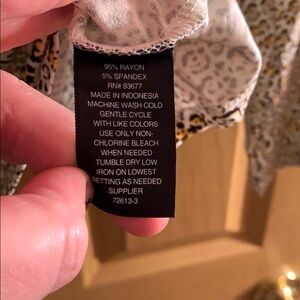 95% RAYON
5% SPANDEX
RN# 93677
MADE IN INDONESIA
MACHINE WASH COLD
GENTLE CYCLE
WITH LIKE COLORS
USE ONLY NON-
CHLORINE BLEACH
WHEN NEEDED
TUMBLE DRY LOW
IRON ON LOWEST
SETTING AS NEEDED
SUPPLIER
72613-3